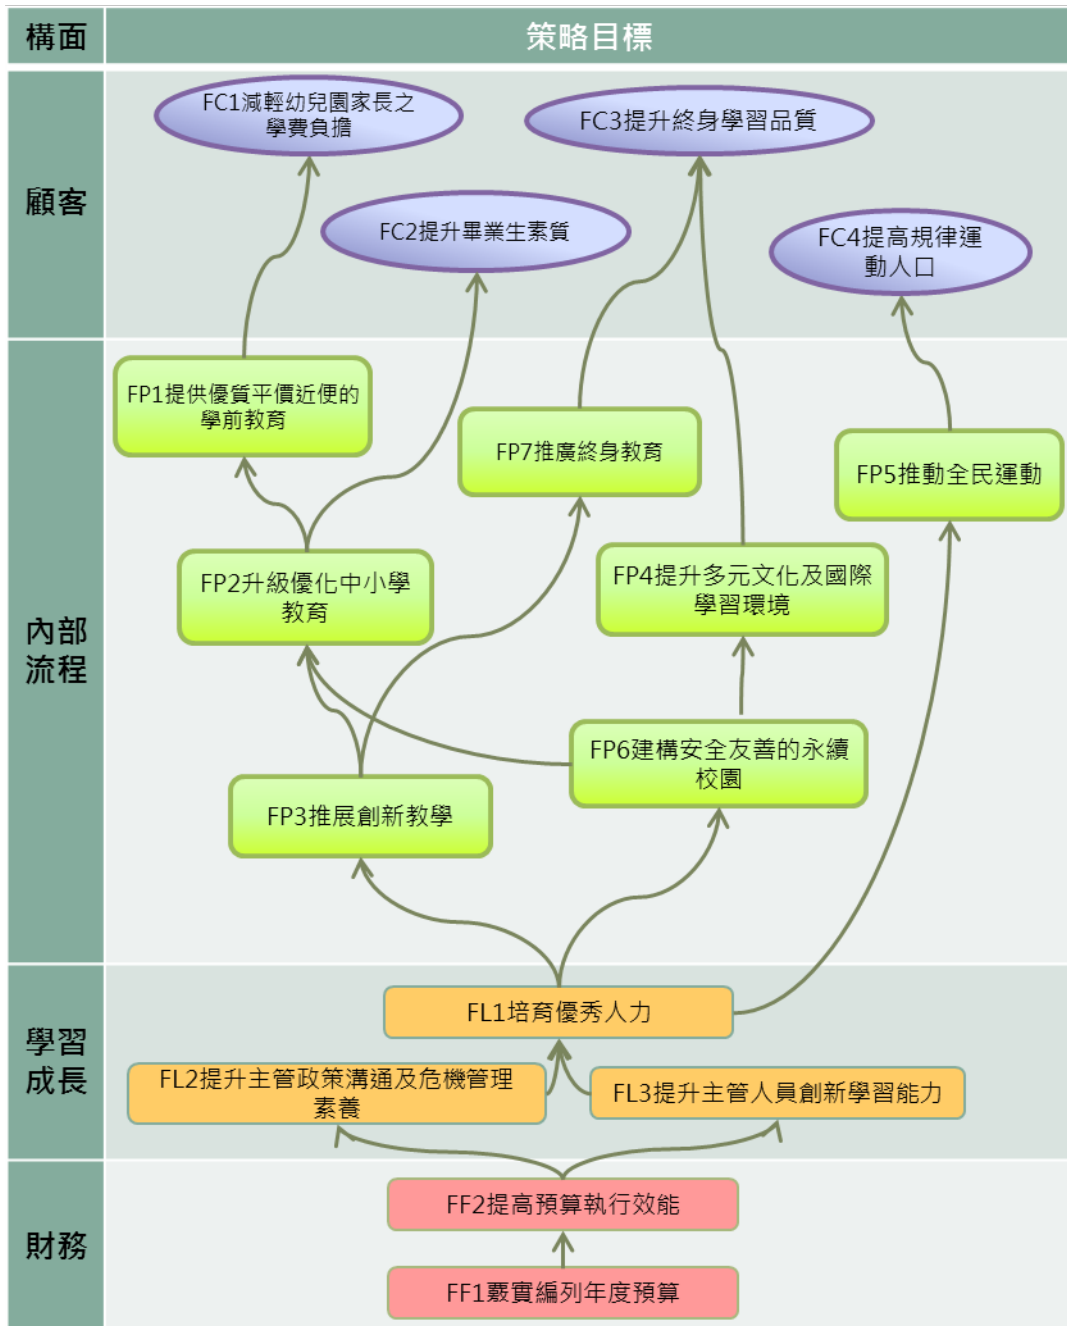 構面
策略目標
顧客
FC1減輕幼兒園家長之
學費負擔
FC3提升終身學習品質
FC2提升畢業生素質
FC4提高規律運
動人口
內部
流程
FP1提供優質平價近便的
學前教育
FP7推廣終身教育
FP5推動全民運動
FP2升級優化中小學
教育
FP4提升多元文化及國際
學習環境
FP6建構安全友善的永續
校園
FP3推展創新教學
學習
成長
FL1培育優秀人力
FL2提升主管政策溝通及危機管理
素養
FL3提升主管人員創新學習能力
財務
FF2提高預算執行效能
FF1覈實編列年度預算